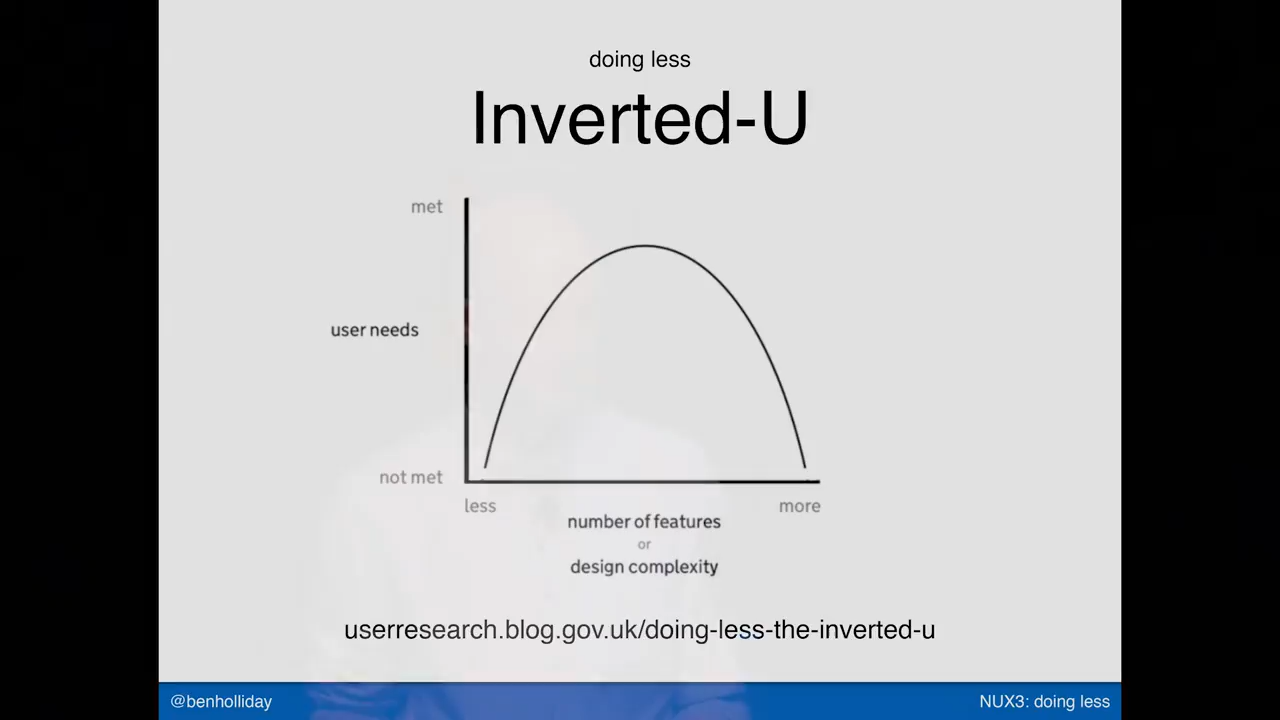 doing less
Inverted-U
met
user needs
not met
less
more
number of features
or
design complexity
userresearch.blog.gov.uk/doing-less-the-inverted-u
@benholliday
NUX3: doing less